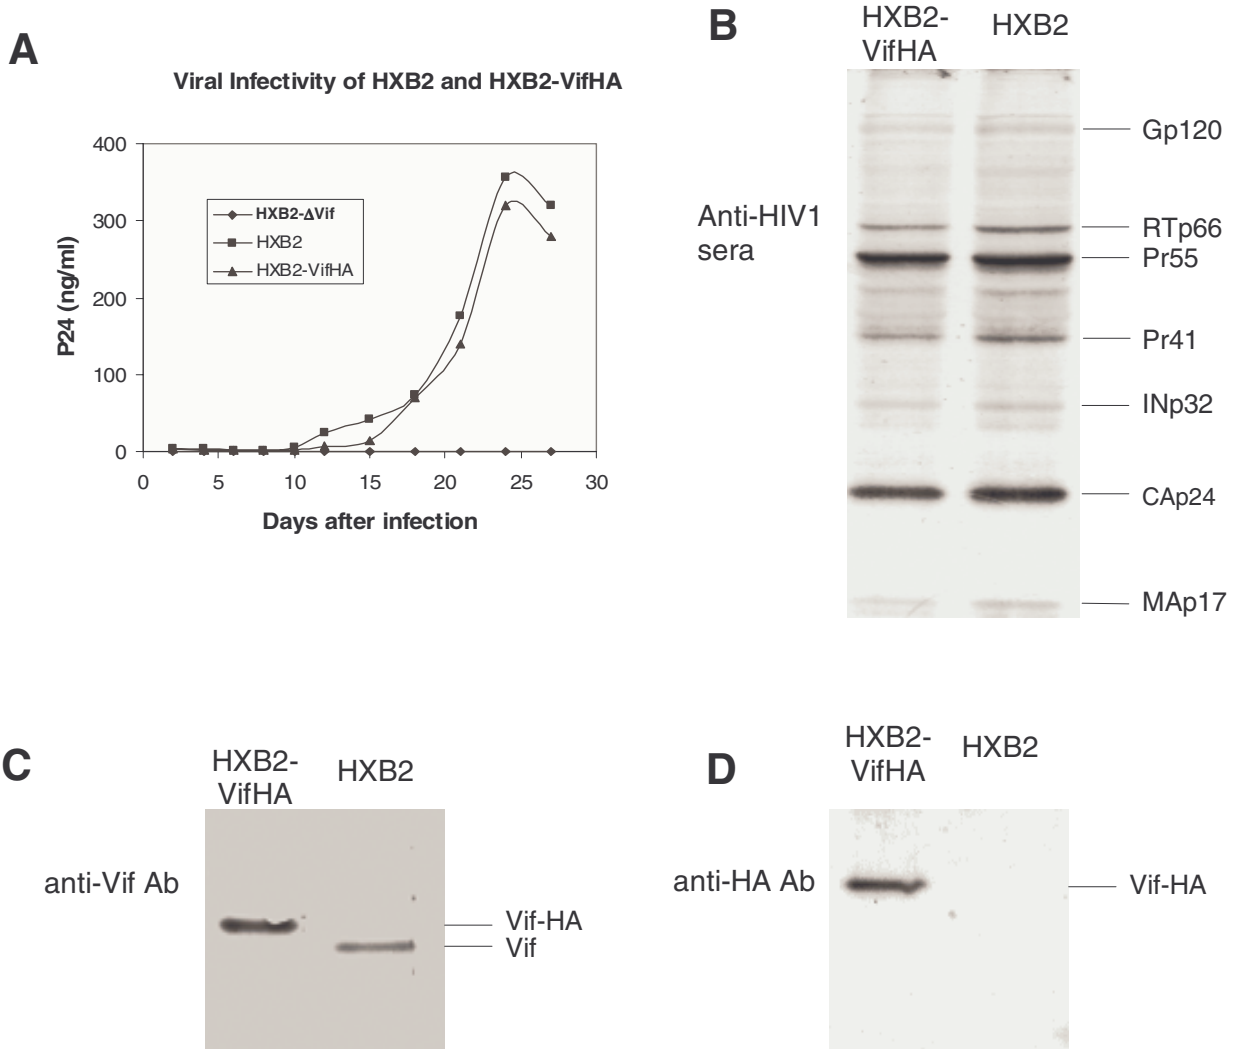 A
Viral Infectivity of HXB2 and HXB2-VifHA
400
300
200
100
0
P24 (ng/ml)
HXB2-ΔVif
HXB2
HXB2-VifHA
0 5 10 15 20 25 30
Days after infection
B
HXB2-
VifHA
HXB2
Anti-HIV1
sera
Gp120
RTp66
Pr55
Pr41
INp32
CAp24
MAp17
C
HXB2-
VifHA
HXB2
anti-Vif Ab
Vif-HA
Vif
D
HXB2-
VifHA
HXB2
anti-HA Ab
Vif-HA